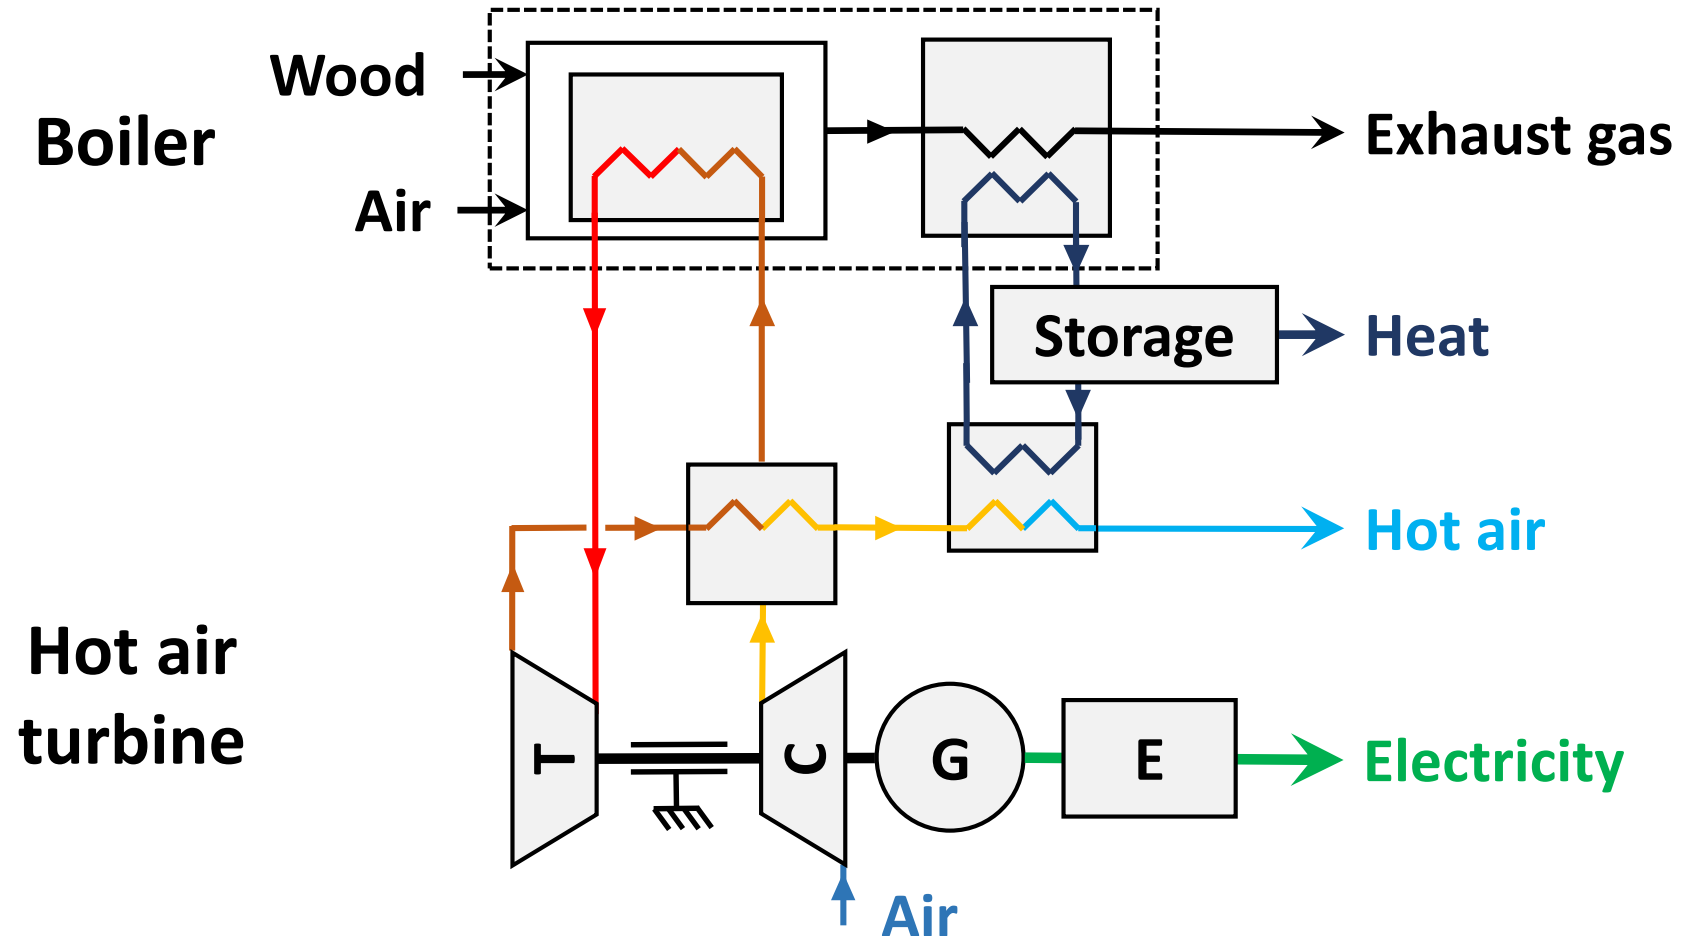 Wood
Boiler
Exhaust gas
Air
Storage
Heat
Hot air
Hot air
turbine
T
C
G
E
Electricity
Air